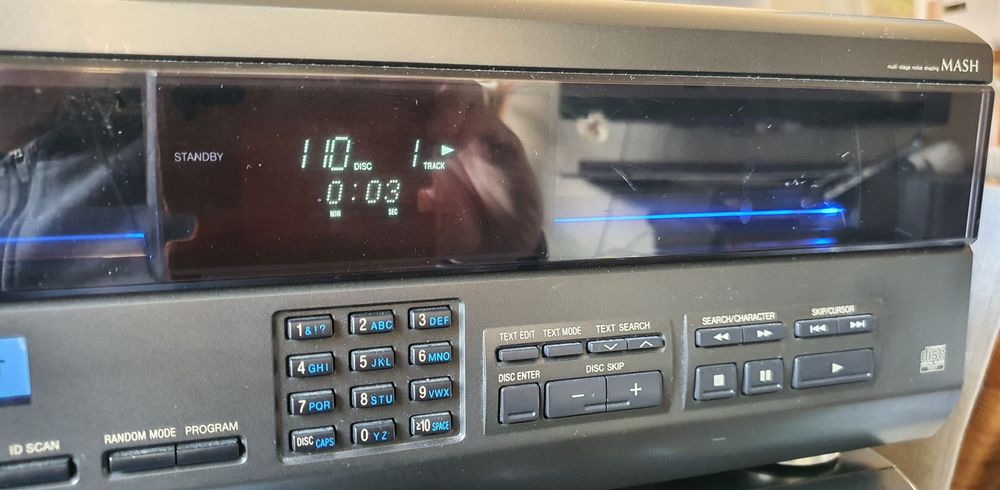 multi-stage noise shaping MASH
STANDBY
110 DISC 1 TRACK
0:03
MIN SEC
SEARCH/CHARACTER SKIP/CURSOR
TEXT EDIT TEXT MODE TEXT SEARCH
1 &!? 2 ABC 3 DEF
4 GHI 5 JKL 6 MNO
7 PQR 8 STU 9 VWX
DISC CAPS 0 YZ ≥10 SPACE
DISC ENTER DISC SKIP
- +
ID SCAN RANDOM MODE PROGRAM
T
disc
TEXT